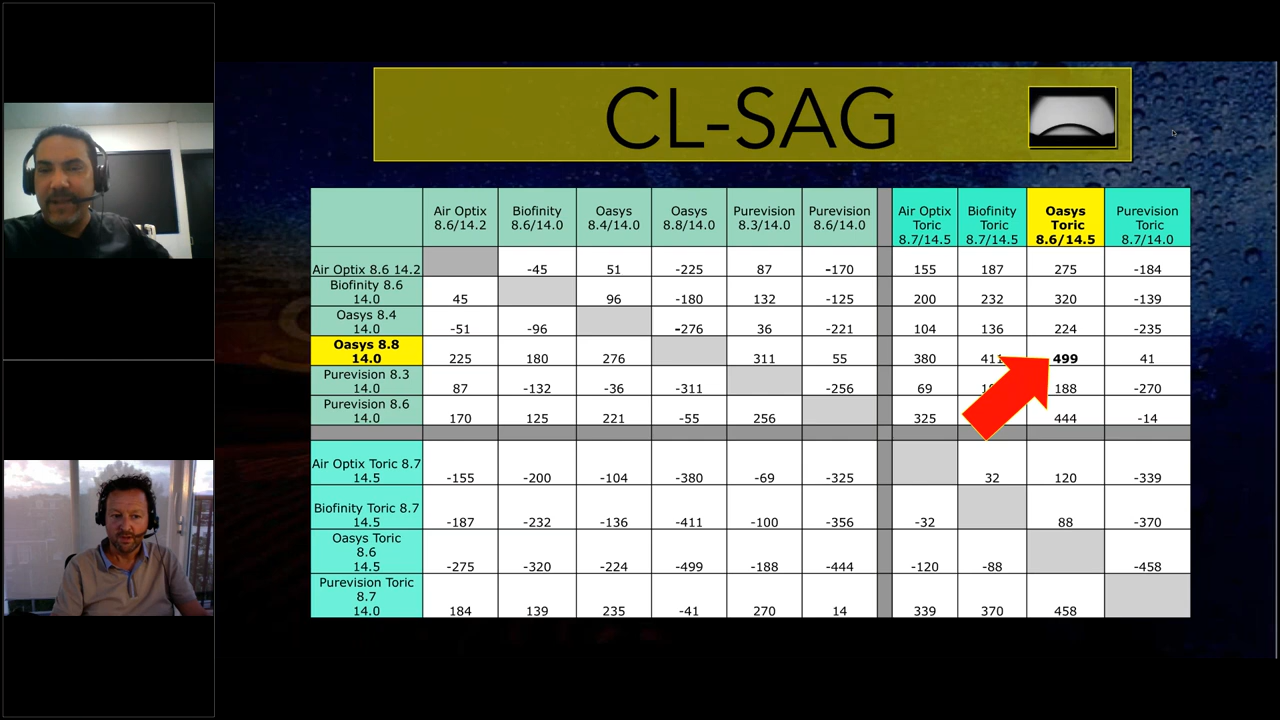 CL-SAG
Air Optix 8.6/14.2 Biofinity 8.6/14.0 Oasys 8.4/14.0 Oasys 8.8/14.0 Purevision 8.3/14.0 Purevision 8.6/14.0 Air Optix Toric 8.7/14.5 Biofinity Toric 8.7/14.5 Oasys Toric 8.6/14.5 Purevision Toric 8.7/14.0
Air Optix 8.6 14.2 -45 51 -225 87 -170 155 187 275 -184
Biofinity 8.6 14.0 45 96 -180 132 -125 200 232 320 -139
Oasys 8.4 14.0 -51 -96 -276 36 -221 104 136 224 -235
Oasys 8.8 14.0 225 180 276 311 55 380 411 499 41
Purevision 8.3 14.0 87 -132 -36 -311 -256 69 188 -270
Purevision 8.6 14.0 170 125 221 -55 256 325 444 -14
Air Optix Toric 8.7 14.5 -155 -200 -104 -380 -69 -325 32 120 -339
Biofinity Toric 8.7 14.5 -187 -232 -136 -411 -100 -356 -32 88 -370
Oasys Toric 8.6 14.5 -275 -320 -224 -499 -188 -444 -120 -88 -458
Purevision Toric 8.7 14.0 184 139 235 -41 270 14 339 370 458